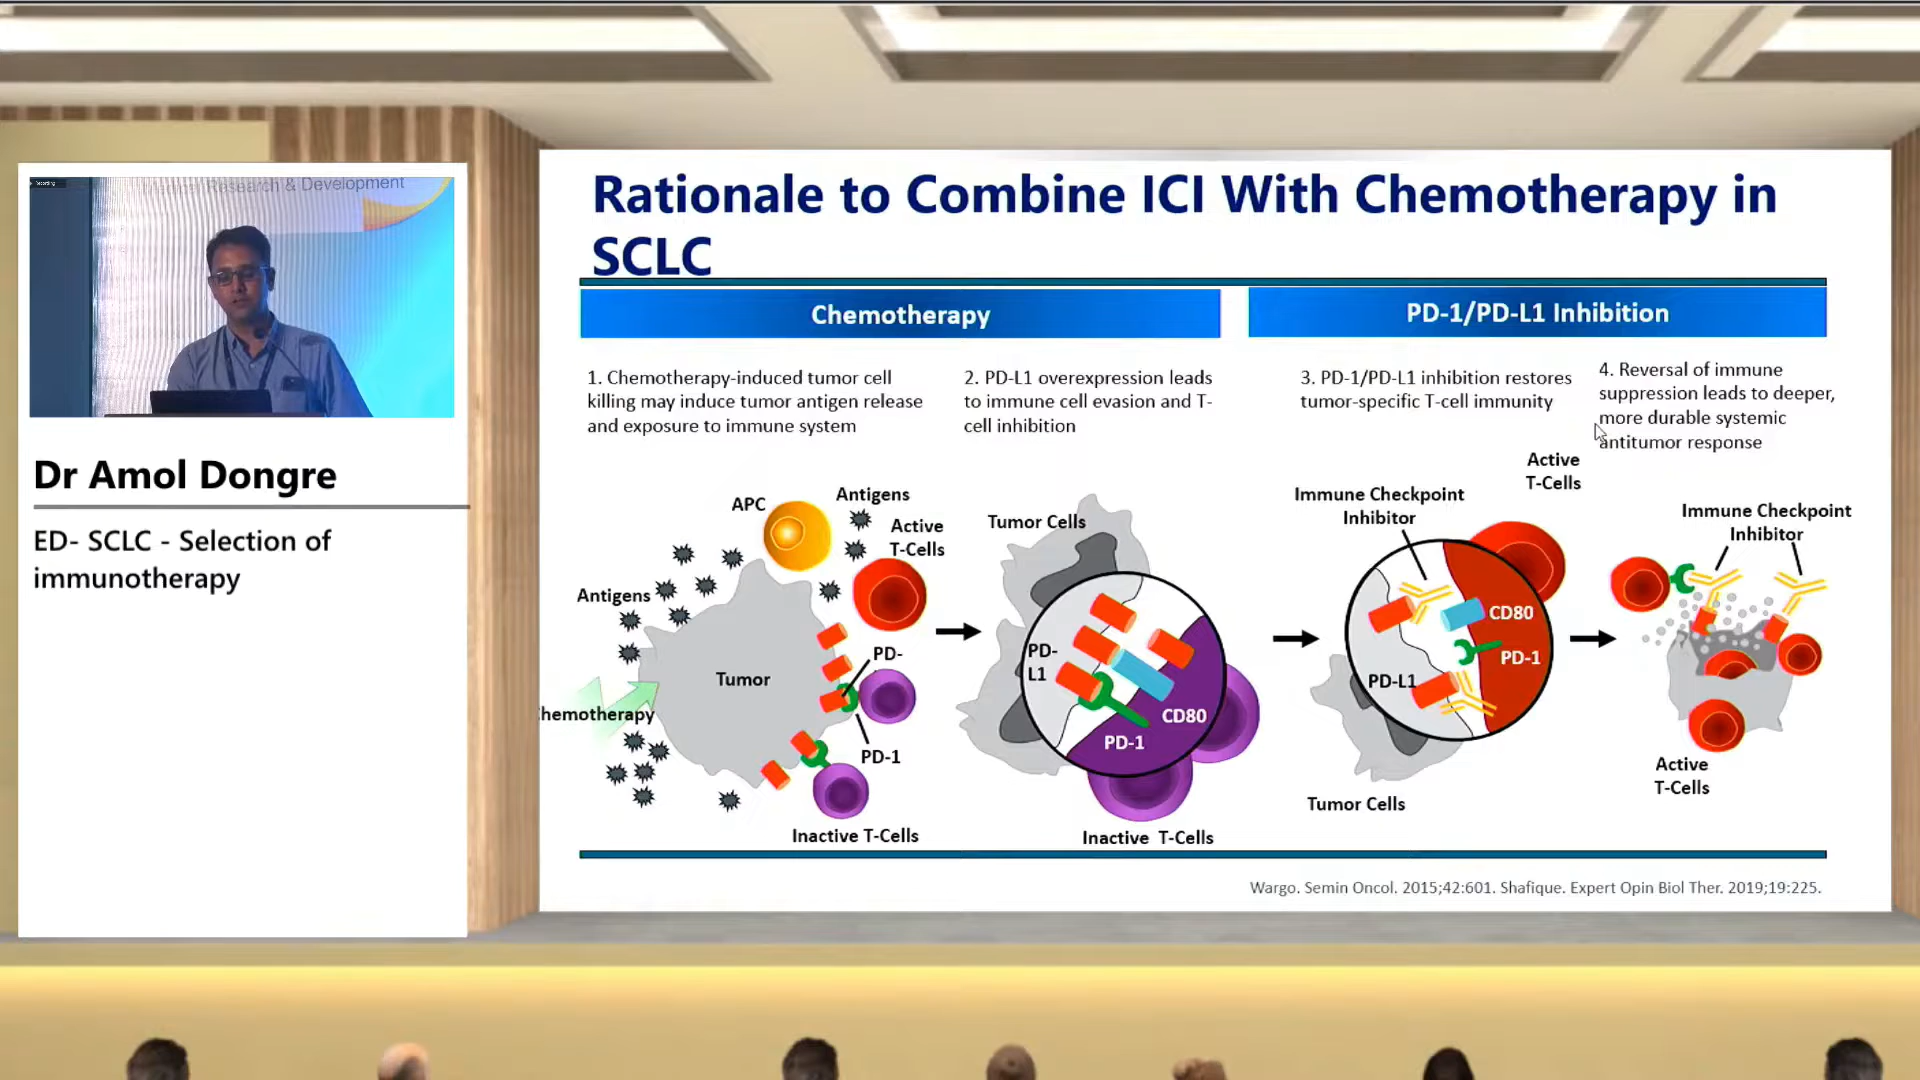 Recording
Medical Research & Development
Dr Amol Dongre
ED- SCLC - Selection of
immunotherapy
Rationale to Combine ICI With Chemotherapy in
SCLC
Chemotherapy
PD-1/PD-L1 Inhibition
1. Chemotherapy-induced tumor cell
killing may induce tumor antigen release
and exposure to immune system
2. PD-L1 overexpression leads
to immune cell evasion and T-
cell inhibition
3. PD-1/PD-L1 inhibition restores
tumor-specific T-cell immunity
4. Reversal of immune
suppression leads to deeper,
more durable systemic
antitumor response
APC
Antigens
Active
T-Cells
Antigens
Tumor
PD-
hemotherapy
PD-1
Inactive T-Cells
Tumor Cells
PD-
L1
CD80
PD-1
Inactive T-Cells
Immune Checkpoint
Inhibitor
Active
T-Cells
CD80
PD-1
PD-L1
Tumor Cells
Immune Checkpoint
Inhibitor
Active
T-Cells
Wargo. Semin Oncol. 2015;42:601. Shafique. Expert Opin Biol Ther. 2019;19:225.